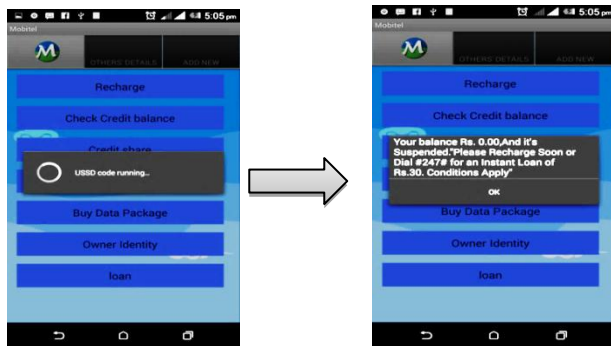 5:05 pm
Mobitel
M
OTHERS DETAILS
ADD NEW
Recharge
Check Credit balance
Credit share
USSD code running...
Buy Data Package
Owner Identity
loan
5:05 pm
Mobitel
M
OTHERS DETAILS
ADD NEW
Recharge
Check Credit balance
Your balance Rs. 0.00,And it's
Suspended."Please Recharge Soon or
Dial #247# for an Instant Loan of
Rs.30. Conditions Apply"
OK
Buy Data Package
Owner Identity
loan